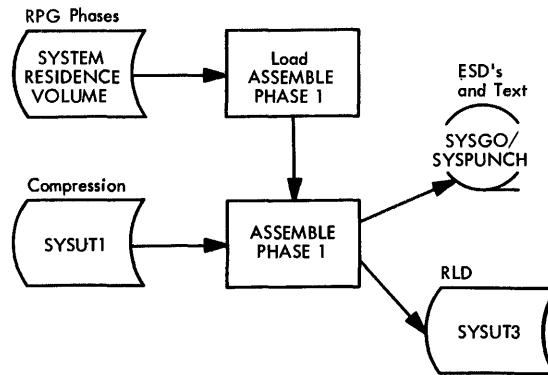 RPG Phases
SYSTEM
RESIDENCE
VOLUME
Load
ASSEMBLE
PHASE 1
ESD's
and Text
SYSGO/
SYSPUNCH
Compression
SYSUT1
ASSEMBLE
PHASE 1
RLD
SYSUT3